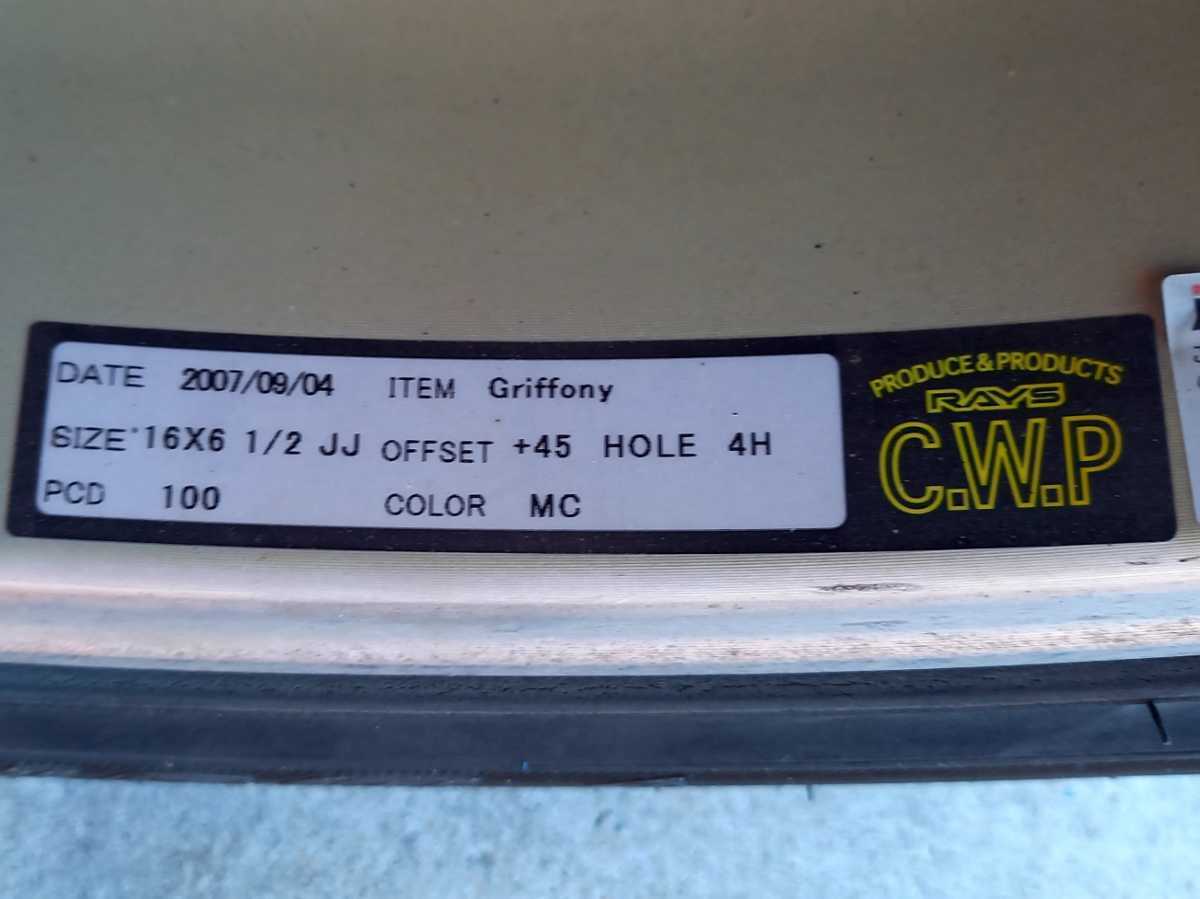 DATE 2007/09/04 ITEM Griffony
SIZE 16X6 1/2 JJ OFFSET +45 HOLE 4H
PCD 100 COLOR MC
PRODUCE & PRODUCTS
RAYS
C.W.P